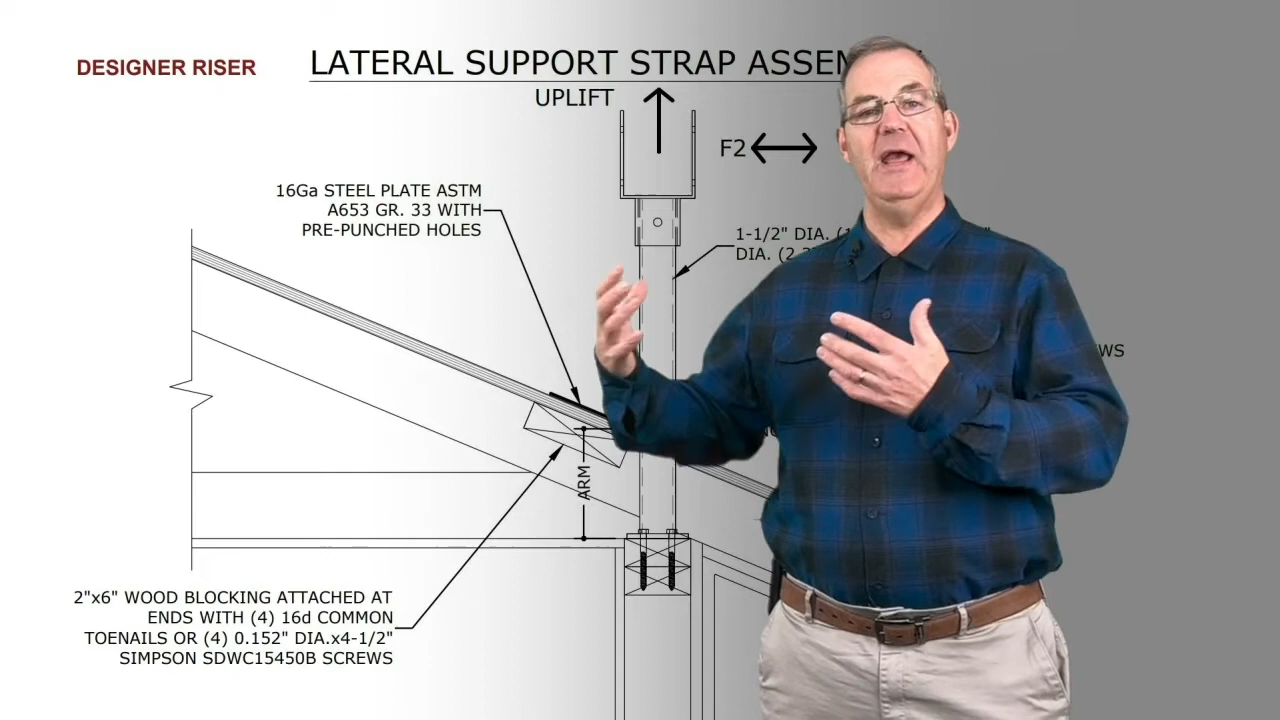 DESIGNER RISER
LATERAL SUPPORT STRAP
UPLIFT
F2
16Ga STEEL PLATE ASTM
A653 GR. 33 WITH
PRE-PUNCHED HOLES
1-1/2" DIA.
DIA.
ARM
2"x6" WOOD BLOCKING ATTACHED AT
ENDS WITH (4) 16d COMMON
TOENAILS OR (4) 0.152" DIA.x4-1/2"
SIMPSON SDWC15450B SCREWS